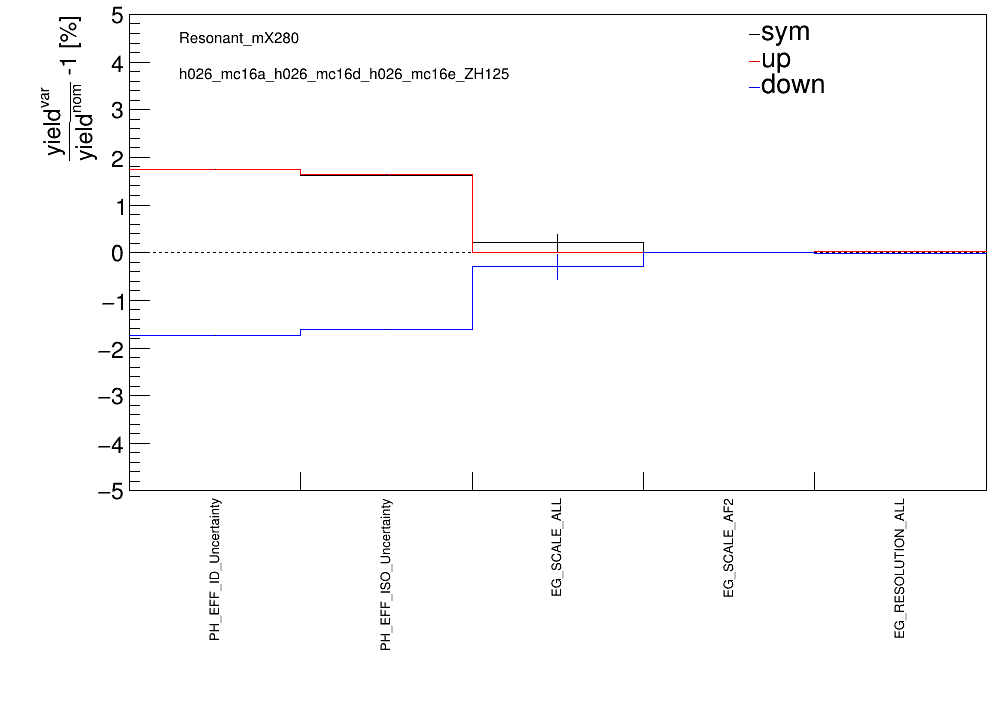 yield^var / yield^nom -1 [%]
5
4
3
2
1
0
−1
−2
−3
−4
−5
Resonant_mX280
h026_mc16a_h026_mc16d_h026_mc16e_ZH125
sym
up
down
PH_EFF_ID_Uncertainty
PH_EFF_ISO_Uncertainty
EG_SCALE_ALL
EG_SCALE_AF2
EG_RESOLUTION_ALL